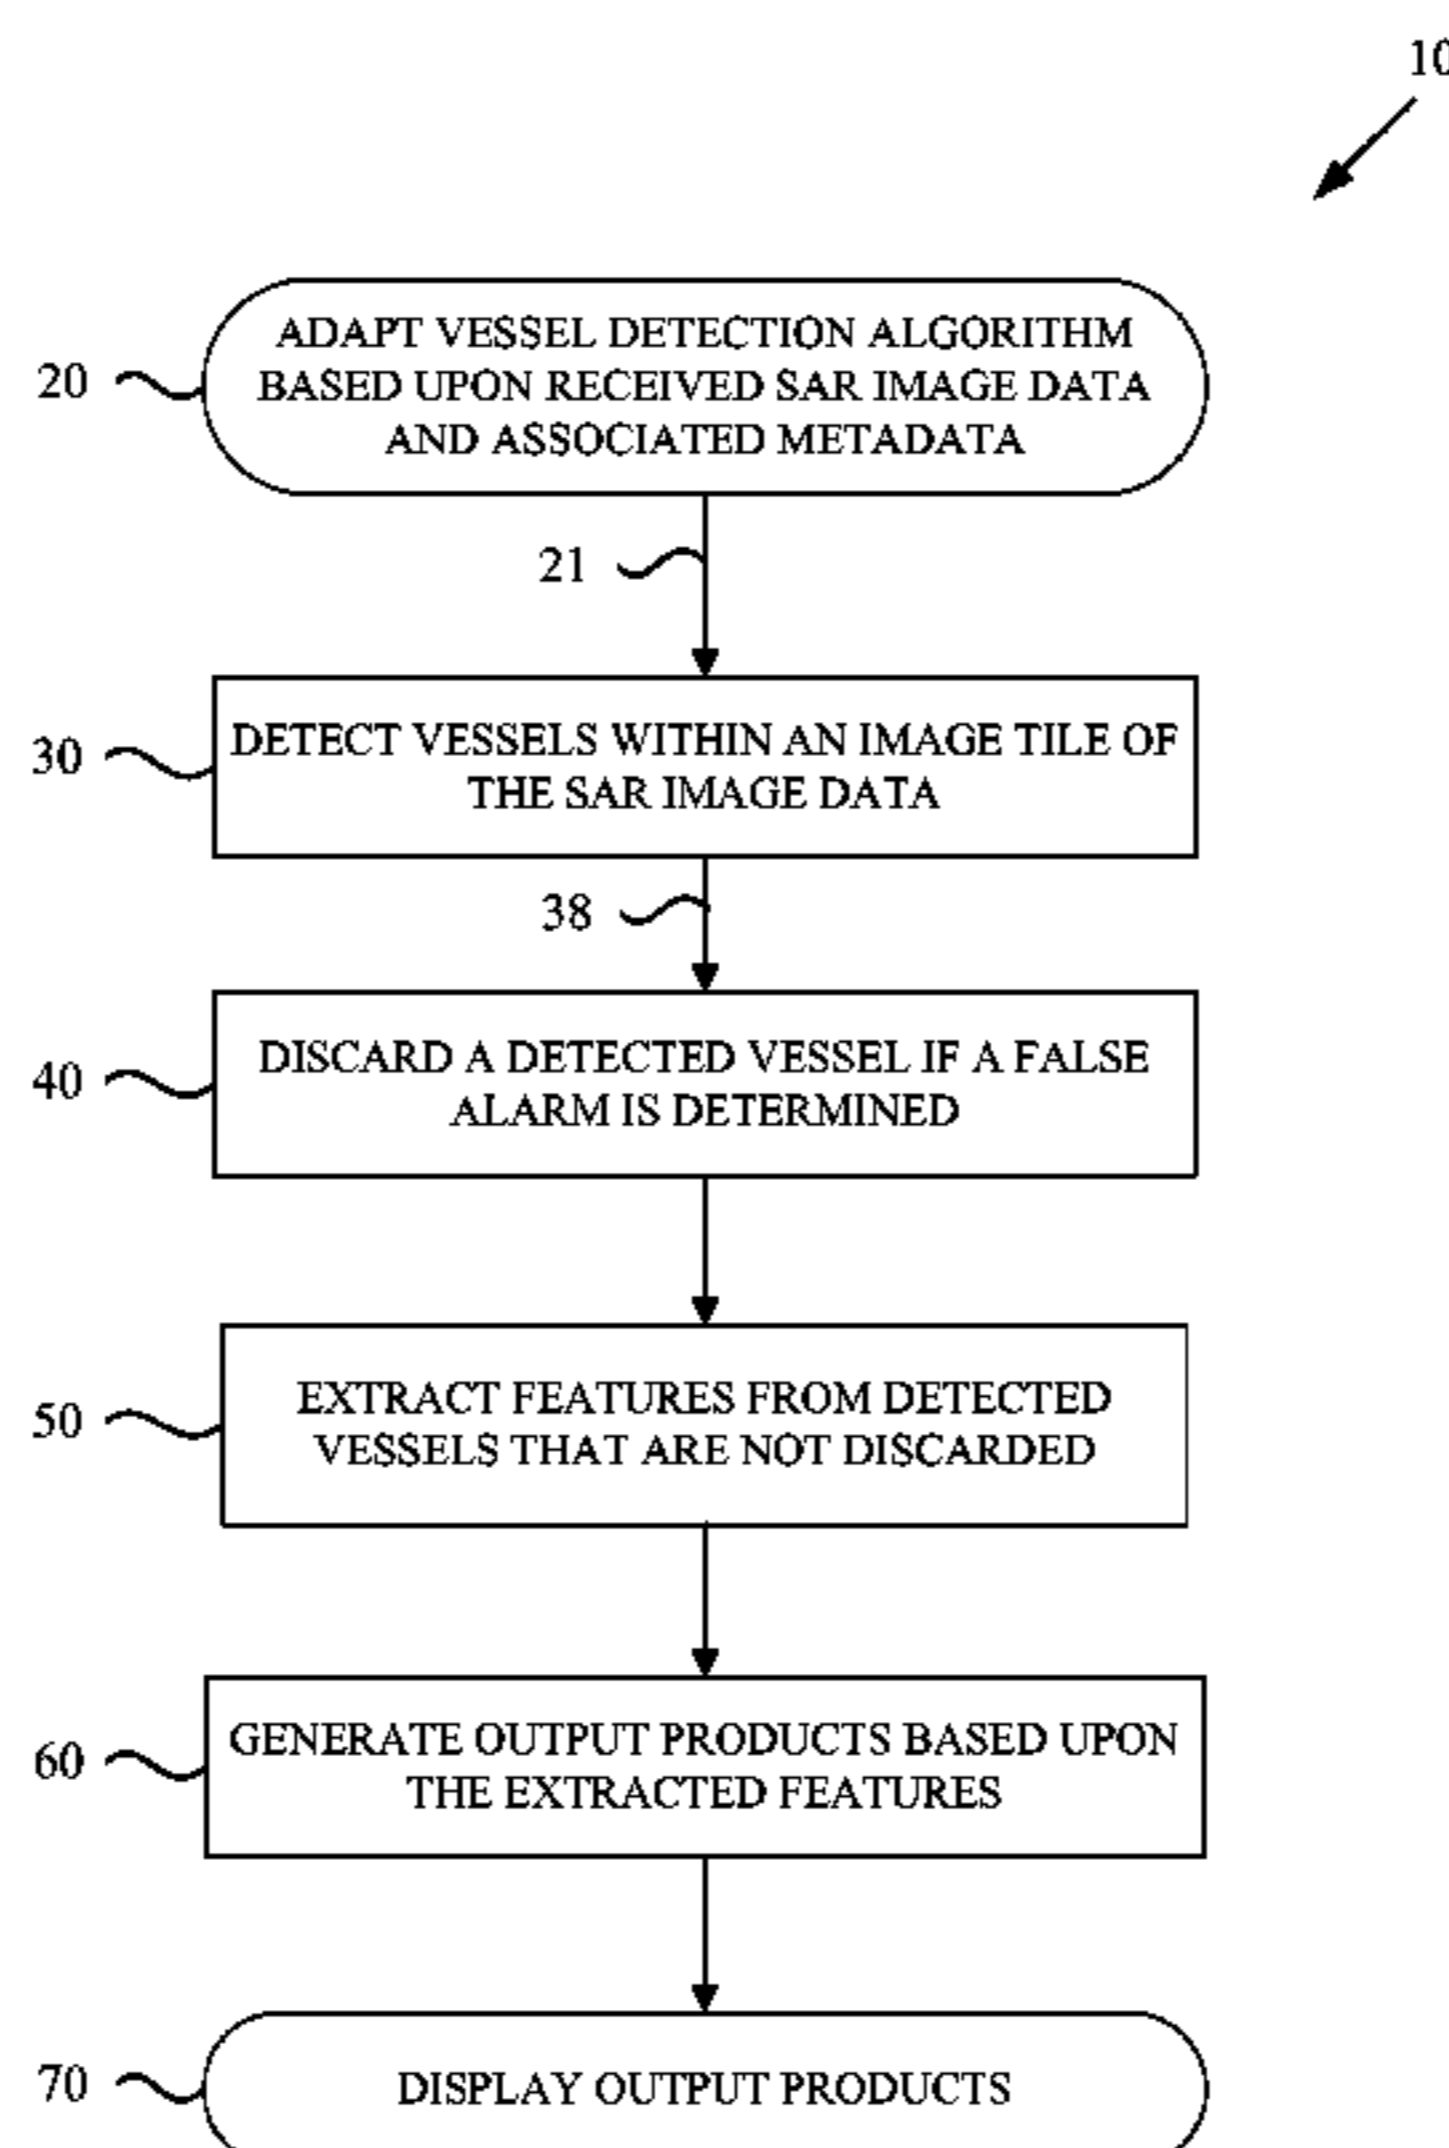 10
ADAPT VESSEL DETECTION ALGORITHM
20
BASED UPON RECEIVED SAR IMAGE DATA
AND ASSOCIATED METADATA
21
DETECT VESSELS WITHIN AN IMAGE TILE OF
30
THE SAR IMAGE DATA
38
DISCARD A DETECTED VESSEL IF A FALSE
40
ALARM IS DETERMINED
EXTRACT FEATURES FROM DETECTED
50
VESSELS THAT ARE NOT DISCARDED
GENERATE OUTPUT PRODUCTS BASED UPON
60
THE EXTRACTED FEATURES
70
DISPLAY OUTPUT PRODUCTS